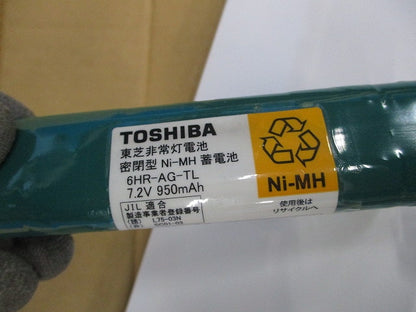 TOSHIBA
東芝非常灯電池
密閉型 Ni-MH 蓄電池
6HR-AG-TL
7.2V 950mAh
JIL 適合
製造事業者登録番号
L75-03N
Ni-MH
使用後は
リサイクルへ